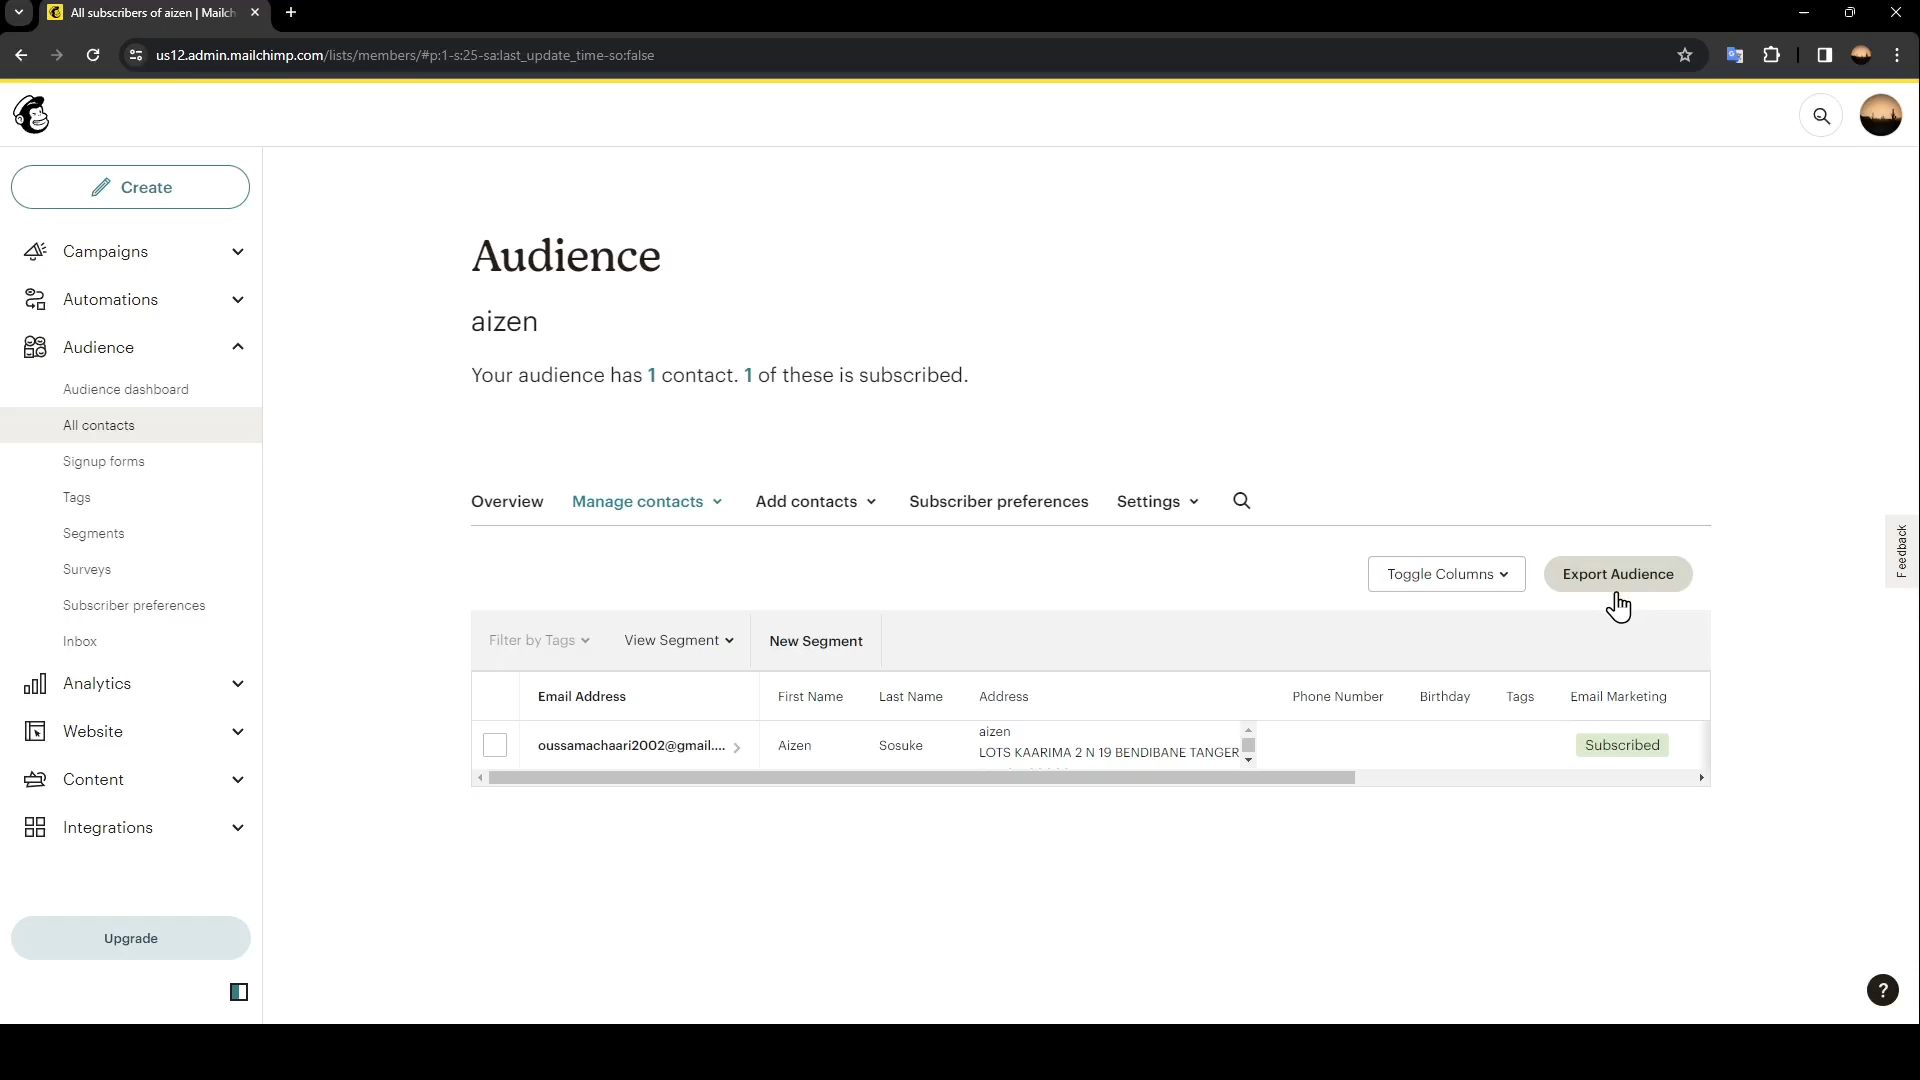 All subscribers of aizen | Mailch
us12.admin.mailchimp.com/lists/members/#p:1-s:25-sa:last_update_time-so:false
Create
Campaigns
Automations
Audience
Audience dashboard
All contacts
Signup forms
Tags
Segments
Surveys
Subscriber preferences
Inbox
Analytics
Website
Content
Integrations
Upgrade
Audience
aizen
Your audience has 1 contact. 1 of these is subscribed.
Overview Manage contacts Add contacts Subscriber preferences Settings
Toggle Columns Export Audience
Filter by Tags View Segment New Segment
Email Address First Name Last Name Address Phone Number Birthday Tags Email Marketing
oussamachaari2002@gmail.... Aizen Sosuke aizen Subscribed
LOTS KAARIMA 2 N 19 BENDIBANE TANGER
Feedback
?